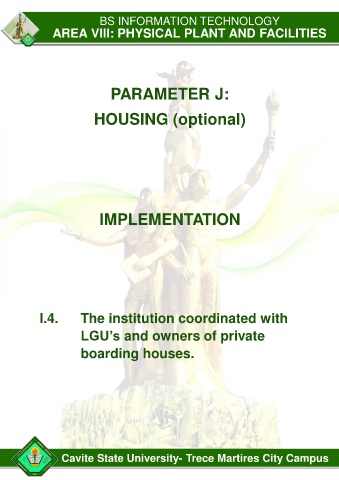 BS INFORMATION TECHNOLOGY
AREA VIII: PHYSICAL PLANT AND FACILITIES
PARAMETER J:
HOUSING (optional)
IMPLEMENTATION
I.4. The institution coordinated with
LGU's and owners of private
boarding houses.
Cavite State University- Trece Martires City Campus